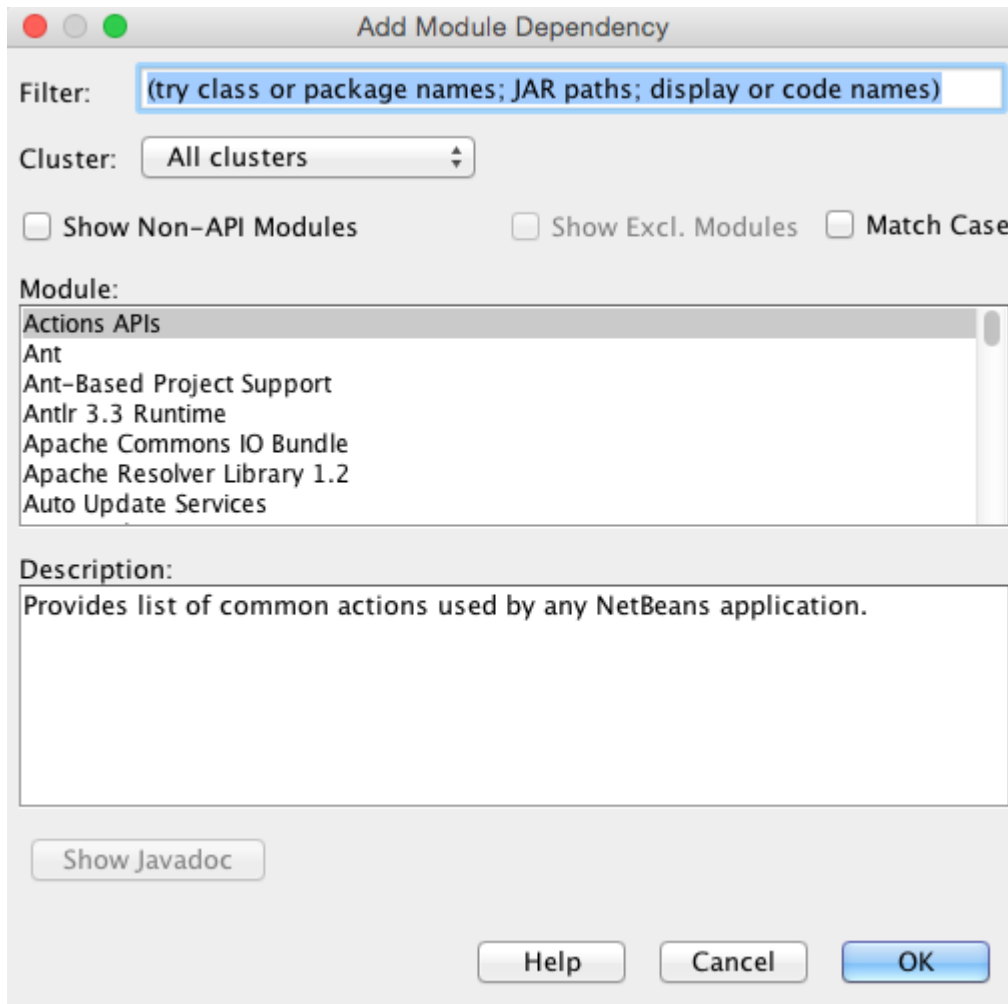 Add Module Dependency
Filter: (try class or package names; JAR paths; display or code names)
Cluster: All clusters
Show Non-API Modules Show Excl. Modules Match Case
Module:
Actions APIs
Ant
Ant-Based Project Support
Antlr 3.3 Runtime
Apache Commons IO Bundle
Apache Resolver Library 1.2
Auto Update Services
Description:
Provides list of common actions used by any NetBeans application.
Show Javadoc
Help Cancel OK